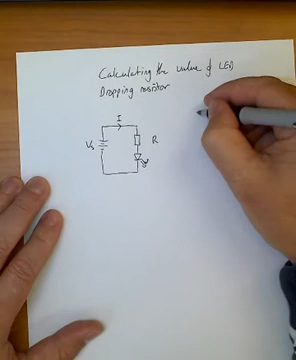 Calculating the value of LED
Dropping resistor
I
Vs
R